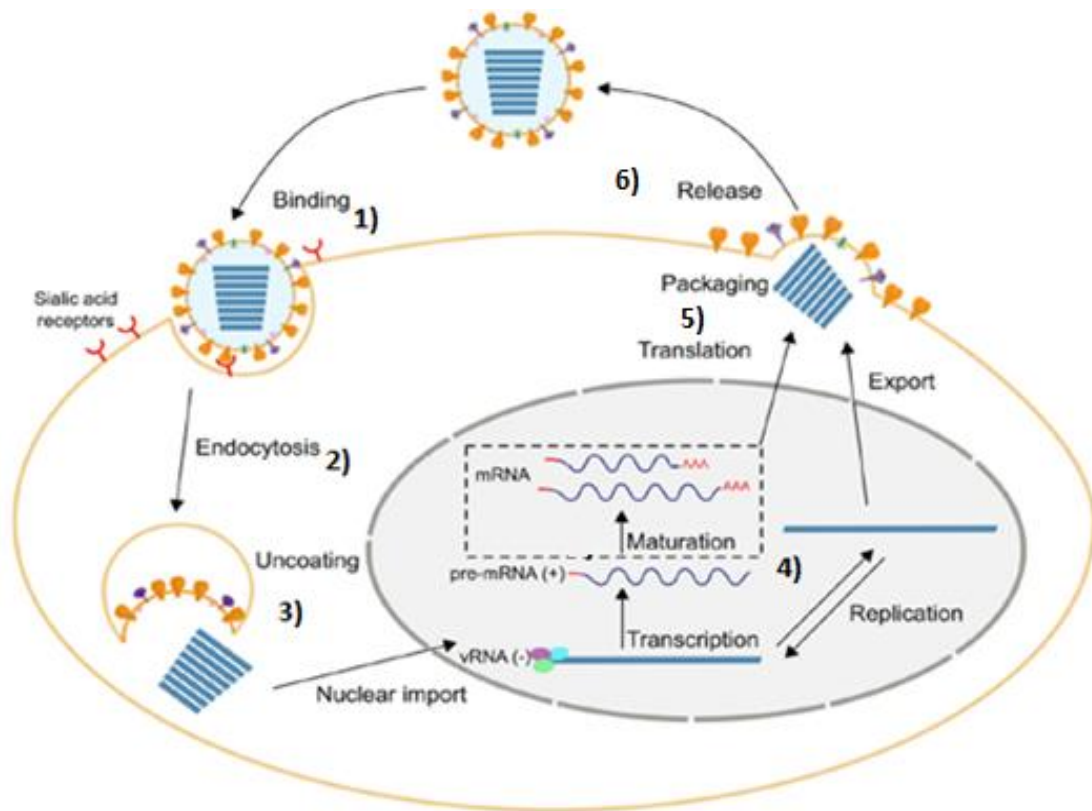 6)
Release
Binding
1)
Sialic acid
receptors
Packaging
5)
Translation
Export
Endocytosis
2)
mRNA
AAA
AAA
Uncoating
Maturation
pre-mRNA (+)
4)
3)
Replication
Transcription
vRNA (-)
Nuclear import